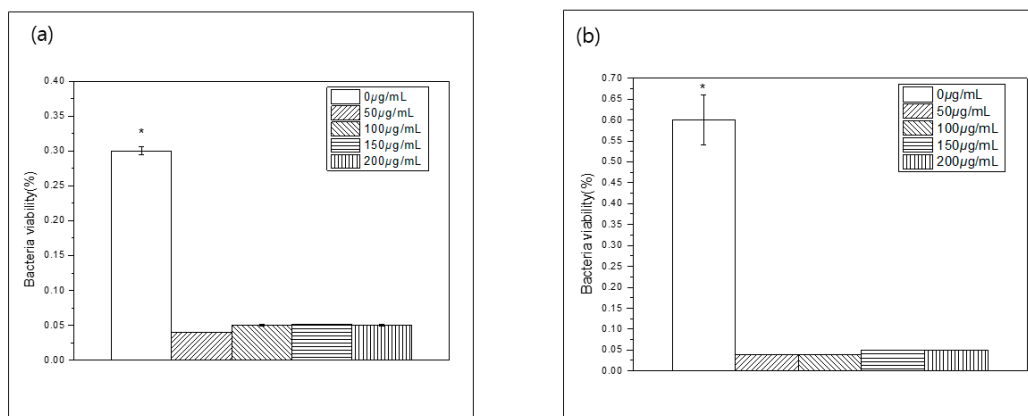 (a)
0.40
0.35
0.30
0.25
0.20
0.15
0.10
0.05
0.00
Bacteria viability(%)
*
0µg/mL
50µg/mL
100µg/mL
150µg/mL
200µg/mL
(b)
0.70
0.65
0.60
0.55
0.50
0.45
0.40
0.35
0.30
0.25
0.20
0.15
0.10
0.05
0.00
Bacteria viability(%)
*
0µg/mL
50µg/mL
100µg/mL
150µg/mL
200µg/mL